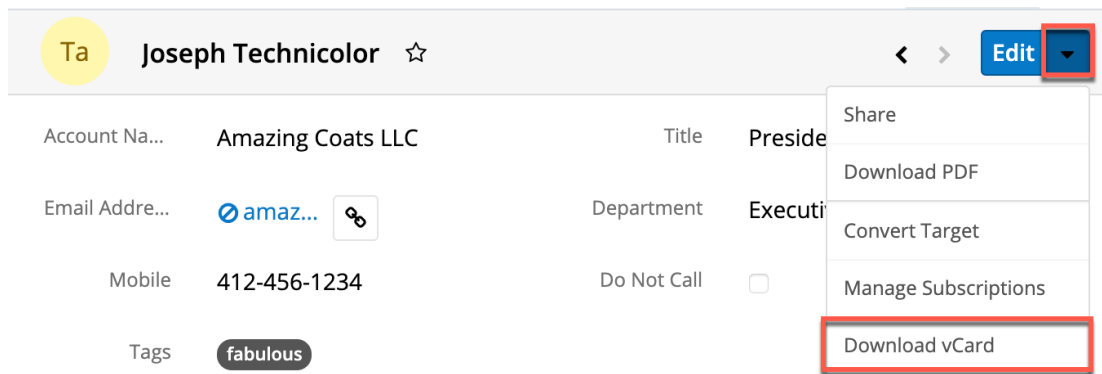 Ta
Joseph Technicolor
Edit
Share
Account Na...
Amazing Coats LLC
Title
Preside
Download PDF
Email Addre...
amaz...
Department
Executi
Convert Target
Mobile
412-456-1234
Do Not Call
Manage Subscriptions
Tags
fabulous
Download vCard